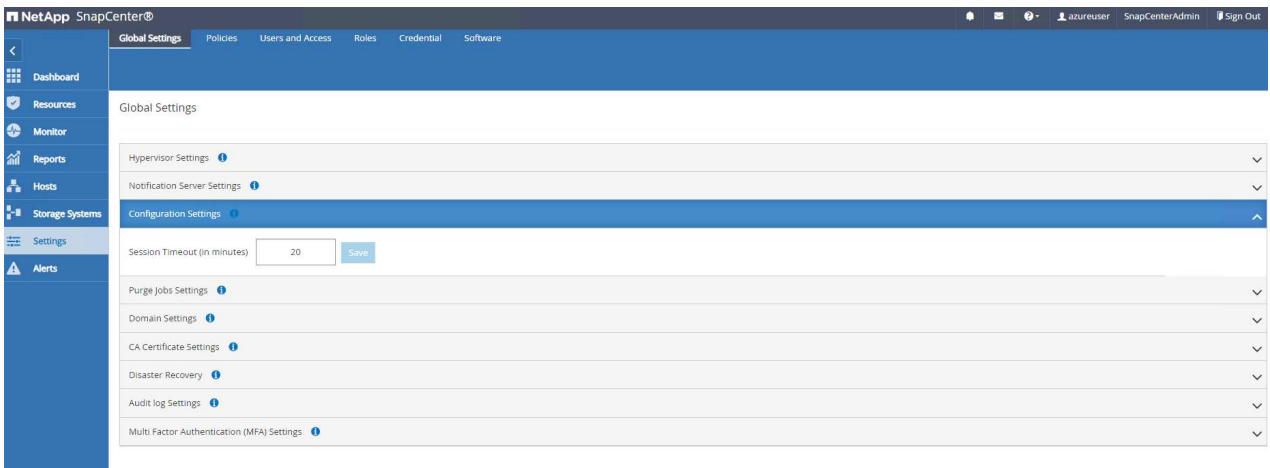 NetApp SnapCenter®
azureuser SnapCenterAdmin Sign Out
Global Settings Policies Users and Access Roles Credential Software
Dashboard
Resources
Monitor
Reports
Hosts
Storage Systems
Settings
Alerts
Global Settings
Hypervisor Settings
Notification Server Settings
Configuration Settings
Session Timeout (in minutes) 20 Save
Purge Jobs Settings
Domain Settings
CA Certificate Settings
Disaster Recovery
Audit log Settings
Multi Factor Authentication (MFA) Settings